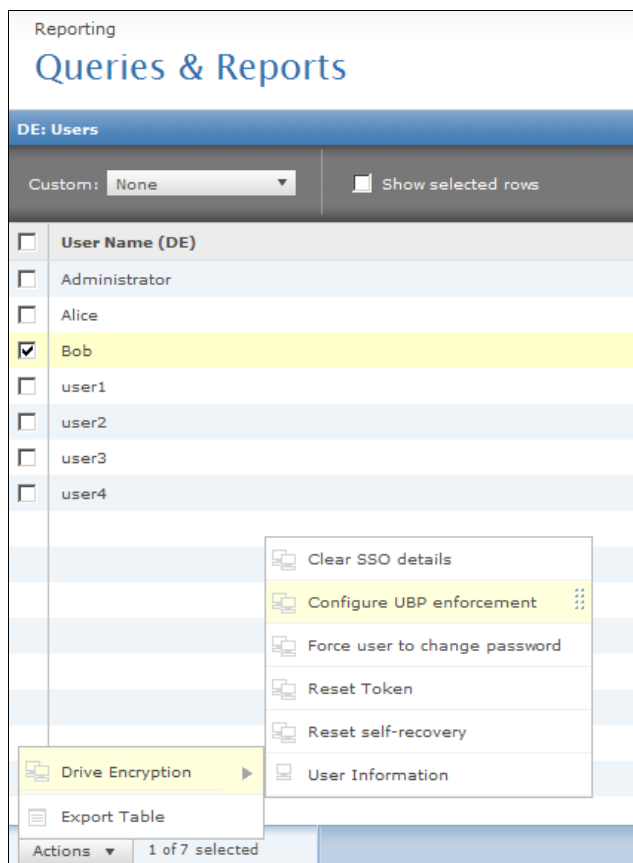 Reporting
Queries & Reports
DE: Users
Custom: None Show selected rows
User Name (DE)
Administrator
Alice
Bob
user1
user2
user3
user4
Clear SSO details
Configure UBP enforcement
Force user to change password
Reset Token
Reset self-recovery
User Information
Drive Encryption
Export Table
Actions 1 of 7 selected